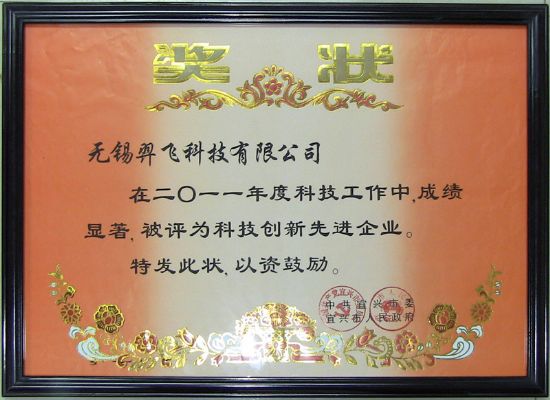 奖状
无锡羿飞科技有限公司
在二〇一一年度科技工作中,成绩
显著,被评为科技创新先进企业。
特发此状,以资鼓励。
中共宜兴市委
宜兴市人民政府